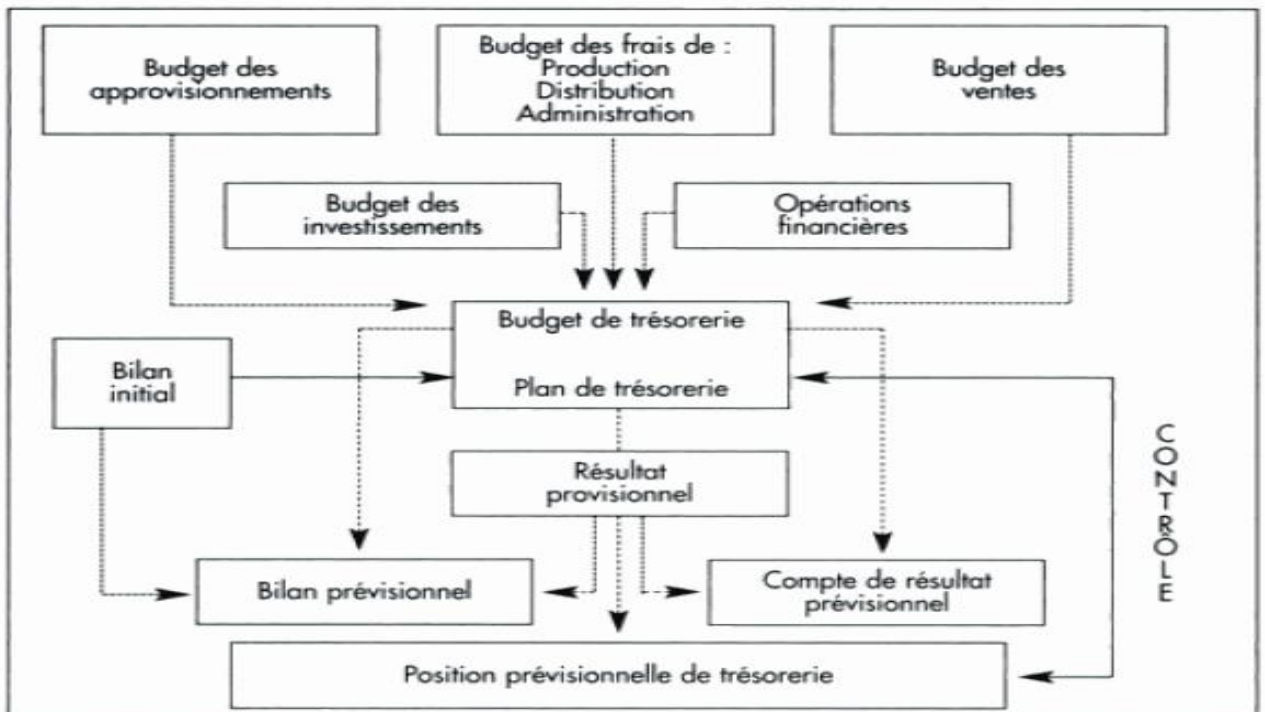 Budget des
approvisionnements
Budget des frais de :
Production
Distribution
Administration
Budget des
ventes
Budget des
investissements
Opérations
financières
Budget de trésorerie
Plan de trésorerie
Bilan
initial
Résultat
provisionnel
Bilan prévisionnel
Compte de résultat
prévisionnel
Position prévisionnelle de trésorerie
CONTRÔLE